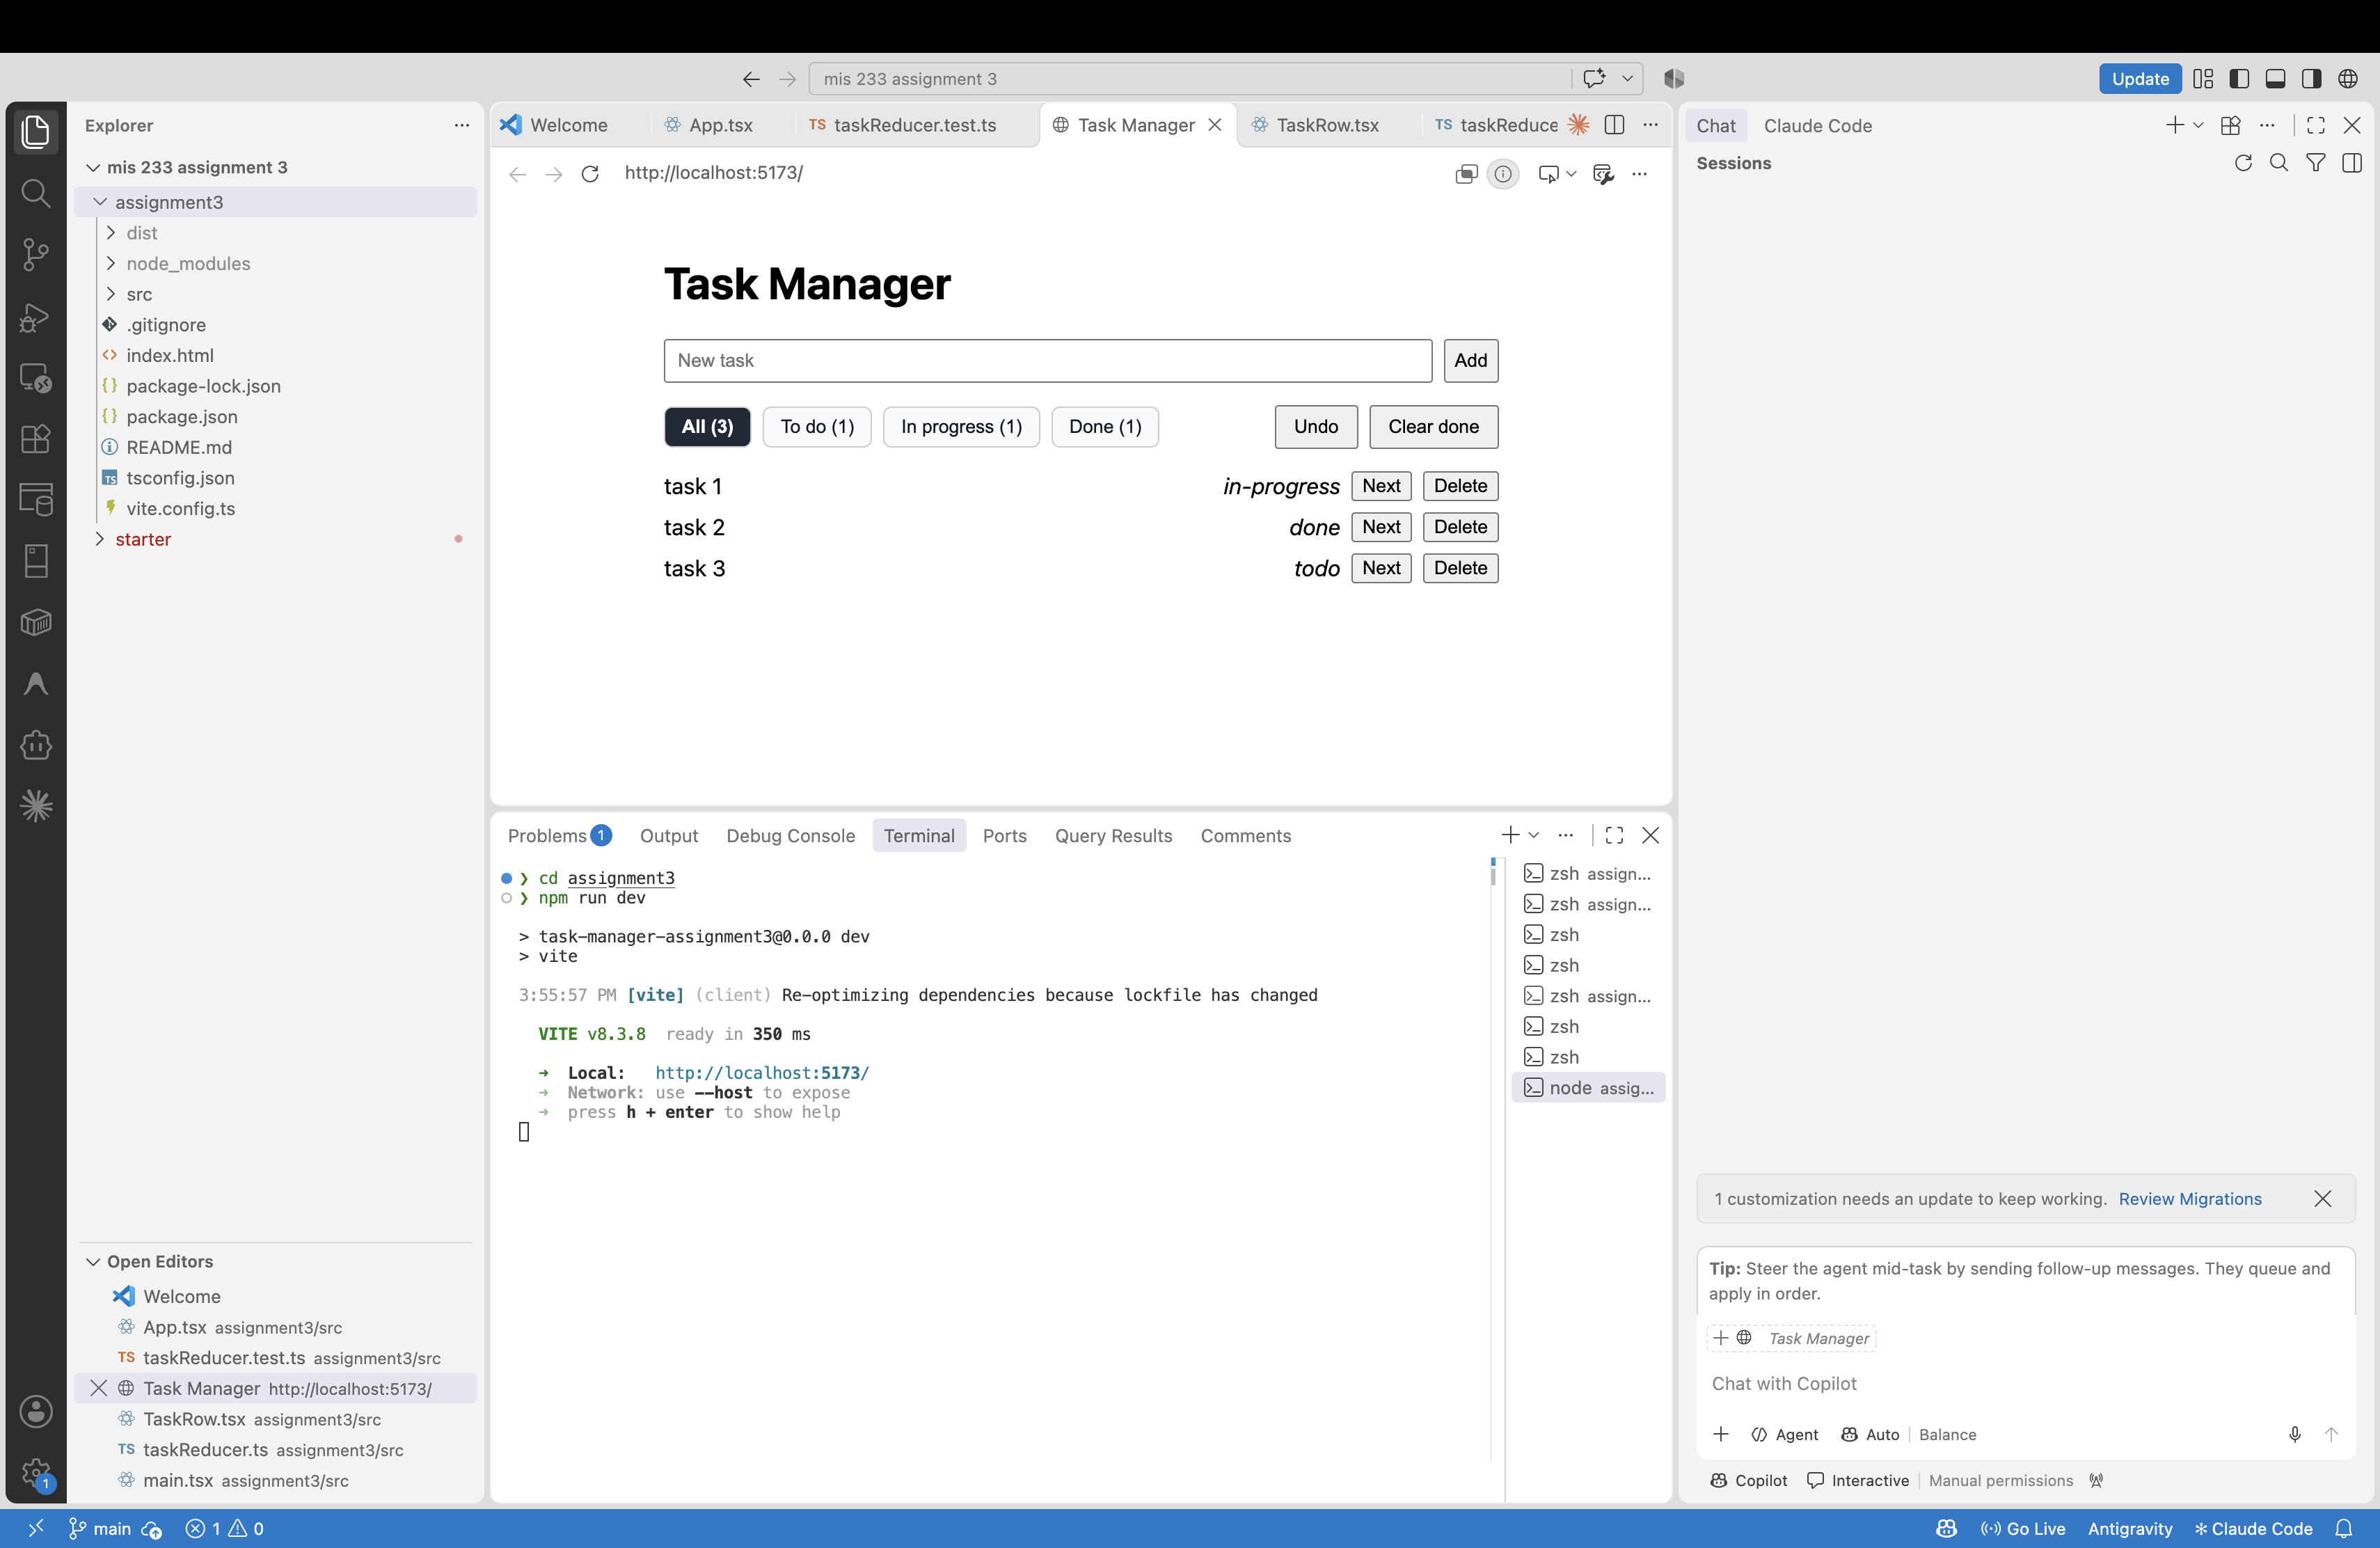 mis 233 assignment 3
Update
Explorer
mis 233 assignment 3
assignment3
dist
node_modules
src
.gitignore
index.html
package-lock.json
package.json
README.md
tsconfig.json
vite.config.ts
starter
Open Editors
Welcome
App.tsx assignment3/src
TS taskReducer.test.ts assignment3/src
Task Manager http://localhost:5173/
TaskRow.tsx assignment3/src
TS taskReducer.ts assignment3/src
main.tsx assignment3/src
1
Welcome
App.tsx
TS taskReducer.test.ts
Task Manager
TaskRow.tsx
TS taskReduce
http://localhost:5173/
Task Manager
New task Add
All (3) To do (1) In progress (1) Done (1) Undo Clear done
task 1 in-progress Next Delete
task 2 done Next Delete
task 3 todo Next Delete
Problems 1 Output Debug Console Terminal Ports Query Results Comments
❯ cd assignment3
❯ npm run dev
> task-manager-assignment3@0.0.0 dev
> vite
3:55:57 PM [vite] (client) Re-optimizing dependencies because lockfile has changed
VITE v8.3.8 ready in 350 ms
➜ Local: http://localhost:5173/
➜ Network: use --host to expose
➜ press h + enter to show help
zsh assign...
zsh assign...
zsh
zsh
zsh assign...
zsh
zsh
node assig...
Chat Claude Code
Sessions
1 customization needs an update to keep working. Review Migrations
Tip: Steer the agent mid-task by sending follow-up messages. They queue and
apply in order.
Task Manager
Chat with Copilot
Agent Auto Balance
Copilot Interactive Manual permissions
main 1 0
Go Live Antigravity Claude Code